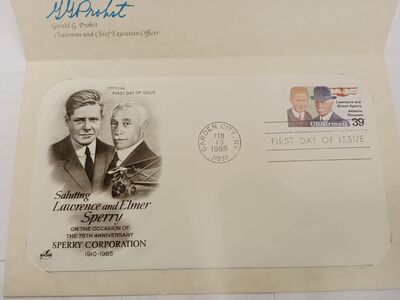 GGProbst
Gerald G. Probst
Chairman and Chief Executive Officer
OFFICIAL
FIRST DAY OF ISSUE
Saluting
Lawrence and Elmer
Sperry
ON THE OCCASION OF
THE 75TH ANNIVERSARY
SPERRY CORPORATION
1910-1985
GARDEN CITY, NY
FEB
13
1985
11530
FIRST DAY OF ISSUE
Lawrence and
Elmer Sperry
Aviation
Pioneers
USAirmail
39